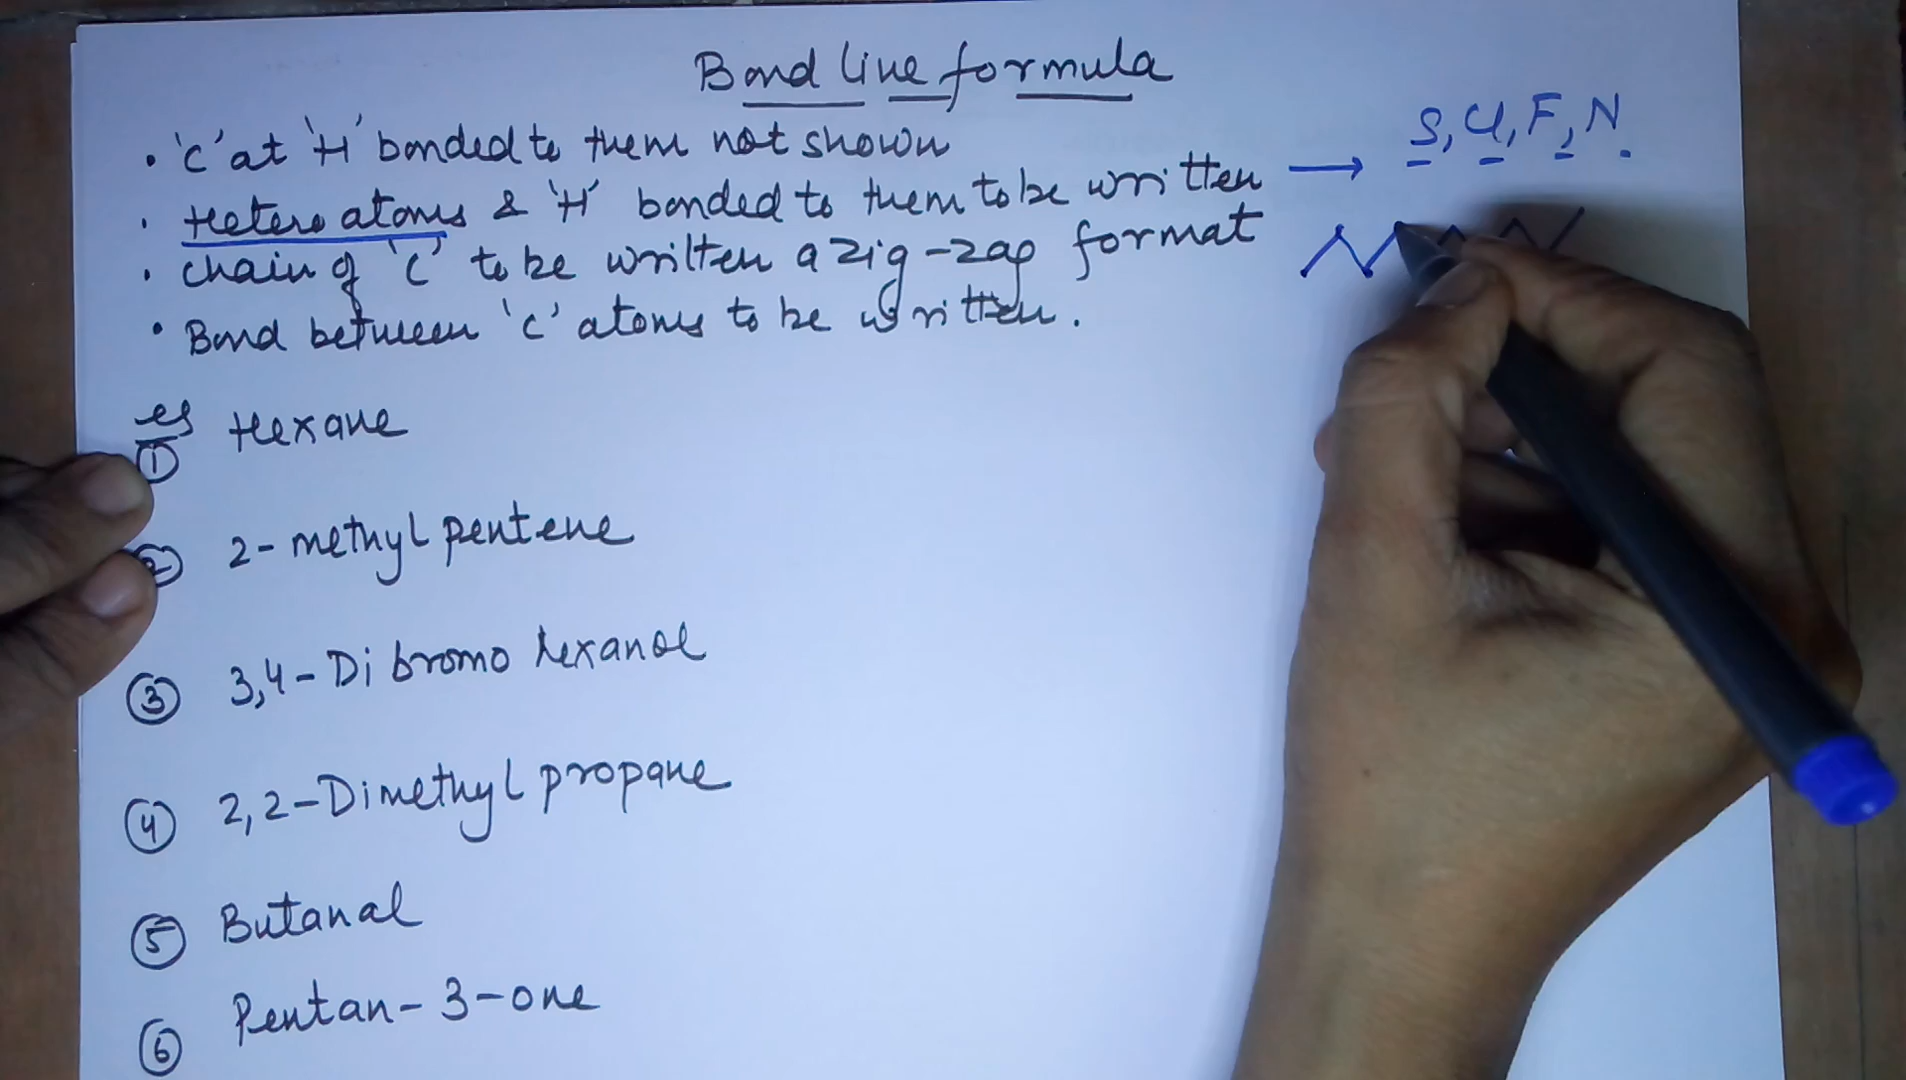 Bond line formula
• 'C' at 'H' bonded to them not shown
• Hetero atoms & 'H' bonded to them to be written → S, Cl, F, N.
• Chain of 'C' to be written a zig-zag format
• Bond between 'C' atoms to be written.
eg
① Hexane
② 2-methyl pentene
③ 3,4-Dibromo hexanol
④ 2,2-Dimethyl propane
⑤ Butanal
⑥ Pentan-3-one